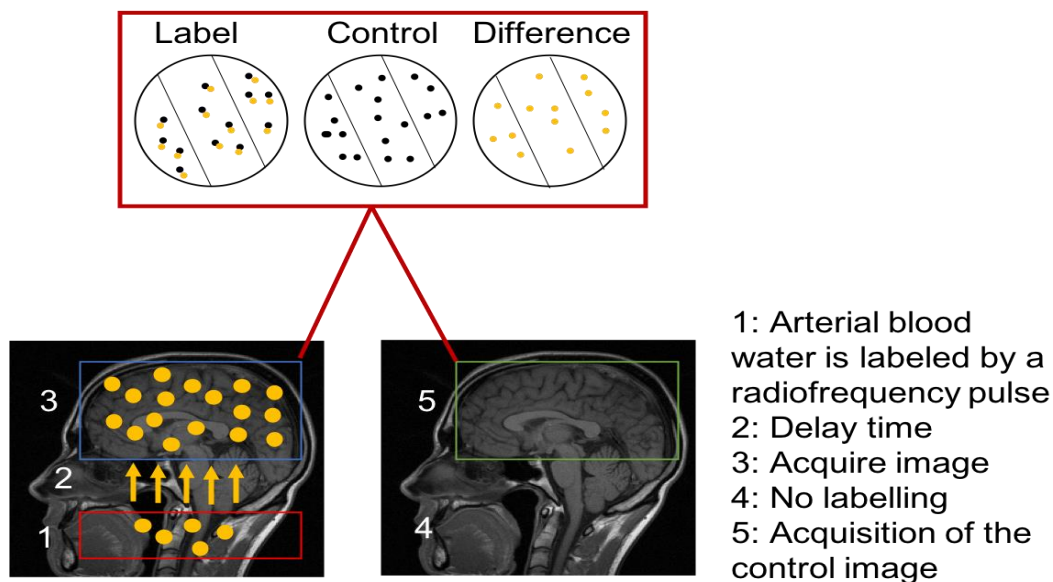 Label Control Difference
3
2
1
5
4
1: Arterial blood
water is labeled by a
radiofrequency pulse
2: Delay time
3: Acquire image
4: No labelling
5: Acquisition of the
control image